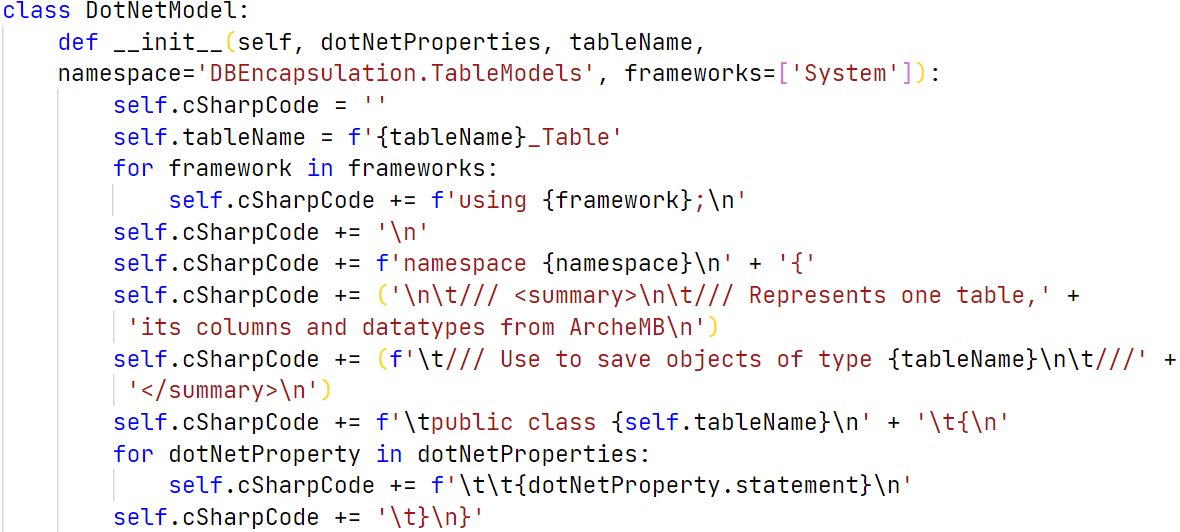 class DotNetModel:
    def __init__(self, dotNetProperties, tableName,
    namespace='DBEncapsulation.TableModels', frameworks=['System']):
        self.cSharpCode = ''
        self.tableName = f'{tableName}_Table'
        for framework in frameworks:
            self.cSharpCode += f'using {framework};\n'
        self.cSharpCode += '\n'
        self.cSharpCode += f'namespace {namespace}\n' + '{'
        self.cSharpCode += ('\n\t/// <summary>\n\t/// Represents one table,' +
         'its columns and datatypes from ArcheMB\n')
        self.cSharpCode += (f'\t/// Use to save objects of type {tableName}\n\t///' +
         '</summary>\n')
        self.cSharpCode += f'\tpublic class {self.tableName}\n' + '\t{\n'
        for dotNetProperty in dotNetProperties:
            self.cSharpCode += f'\t\t{dotNetProperty.statement}\n'
        self.cSharpCode += '\t}\n}'